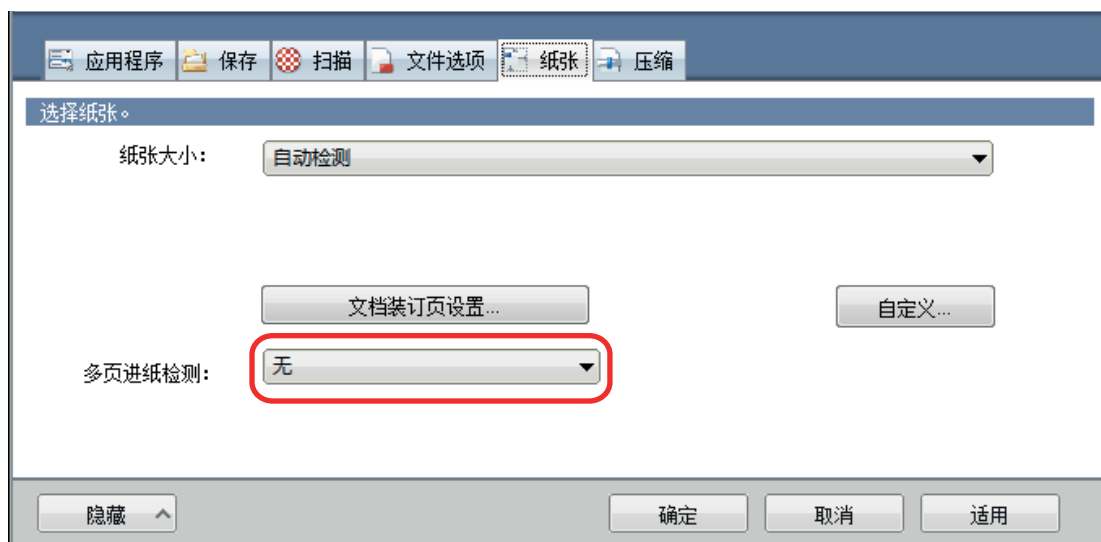 应用程序 保存 扫描 文件选项 纸张 压缩
选择纸张。
纸张大小： 自动检测
文档装订页设置... 自定义...
多页进纸检测： 无
隐藏 确定 取消 适用